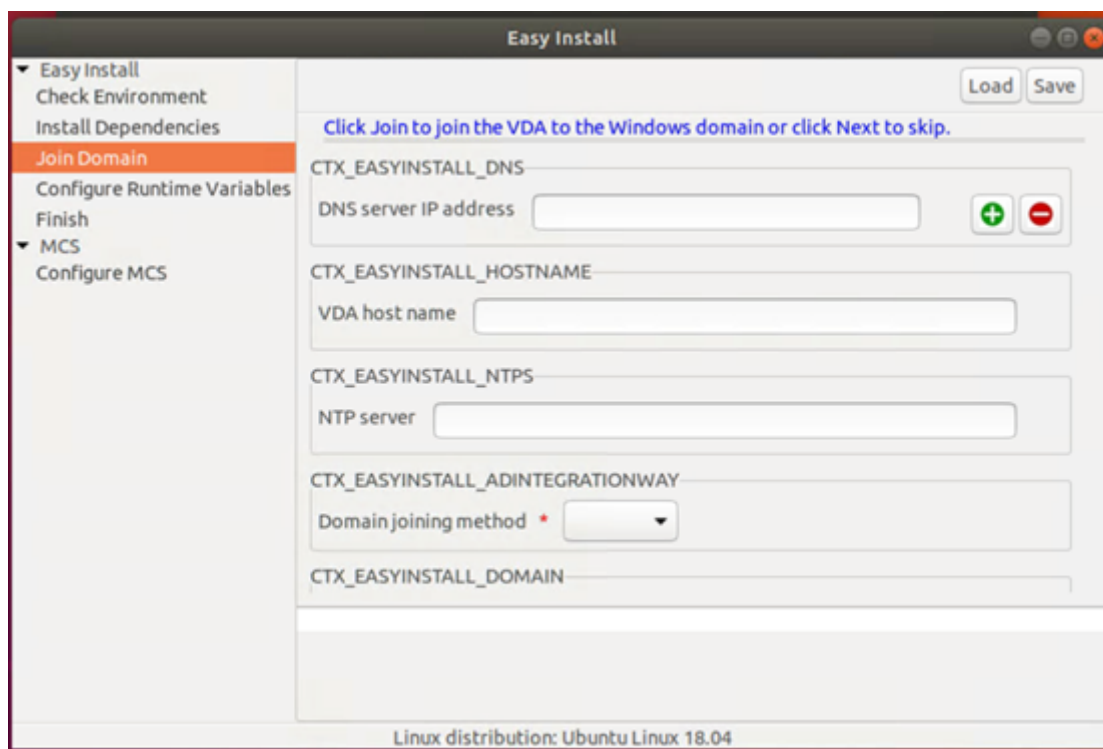 Easy Install
Easy Install
Check Environment
Install Dependencies
Join Domain
Configure Runtime Variables
Finish
MCS
Configure MCS
Load Save
Click Join to join the VDA to the Windows domain or click Next to skip.
CTX_EASYINSTALL_DNS
DNS server IP address
CTX_EASYINSTALL_HOSTNAME
VDA host name
CTX_EASYINSTALL_NTPS
NTP server
CTX_EASYINSTALL_ADINTEGRATIONWAY
Domain joining method *
CTX_EASYINSTALL_DOMAIN
Linux distribution: Ubuntu Linux 18.04